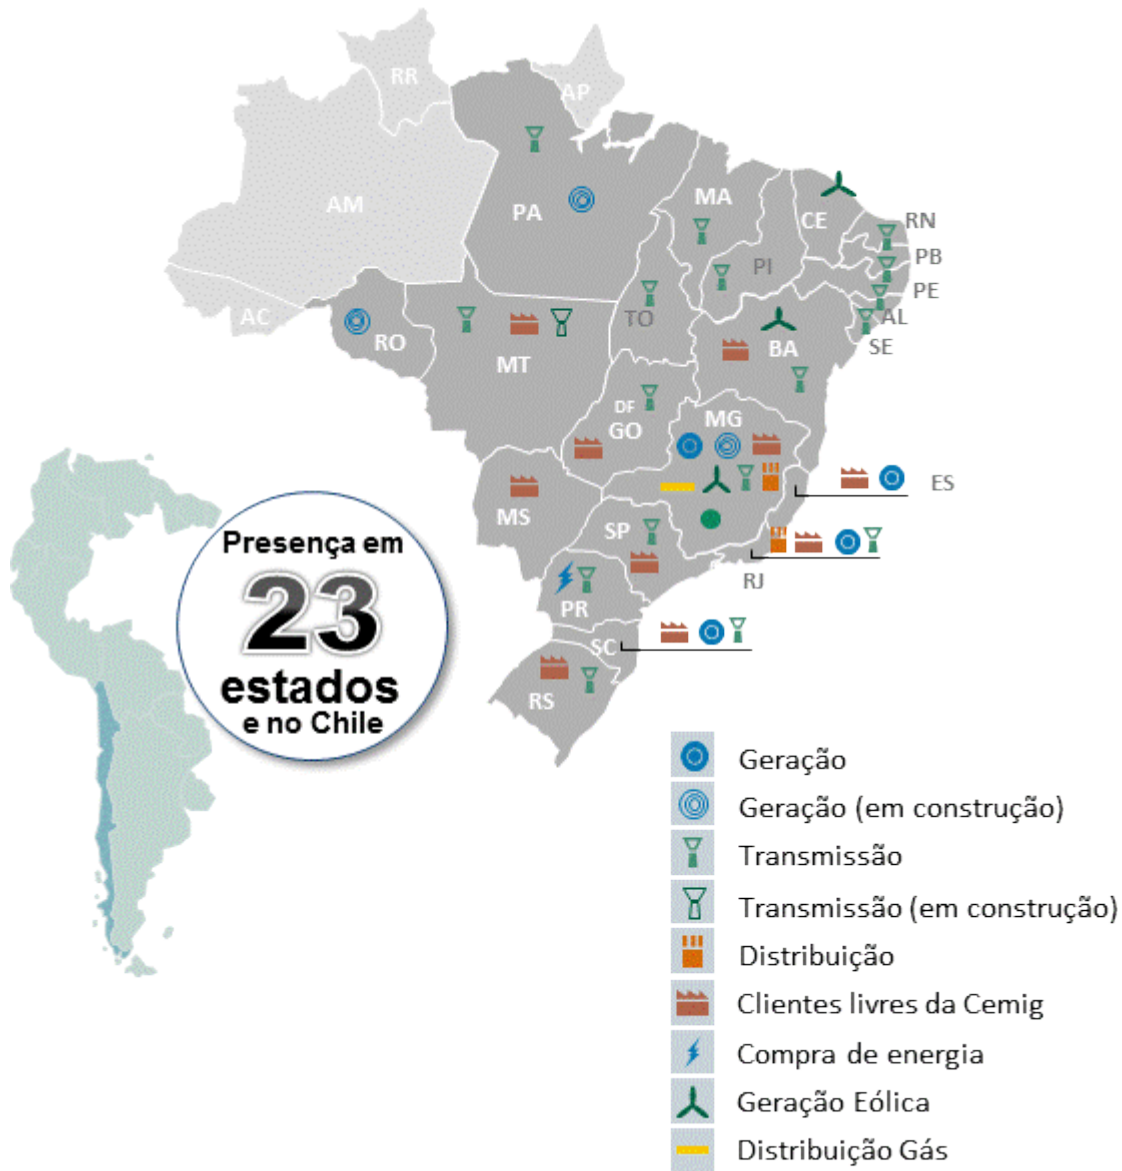 RR
AP
AM
PA
MA
CE
RN
PB
PI
PE
AC
TO
AL
RO
SE
MT
BA
DF
GO
MG
ES
MS
SP
RJ
PR
SC
RS
Presença em
23
estados
e no Chile
Geração
Geração (em construção)
Transmissão
Transmissão (em construção)
Distribuição
Clientes livres da Cemig
Compra de energia
Geração Eólica
Distribuição Gás